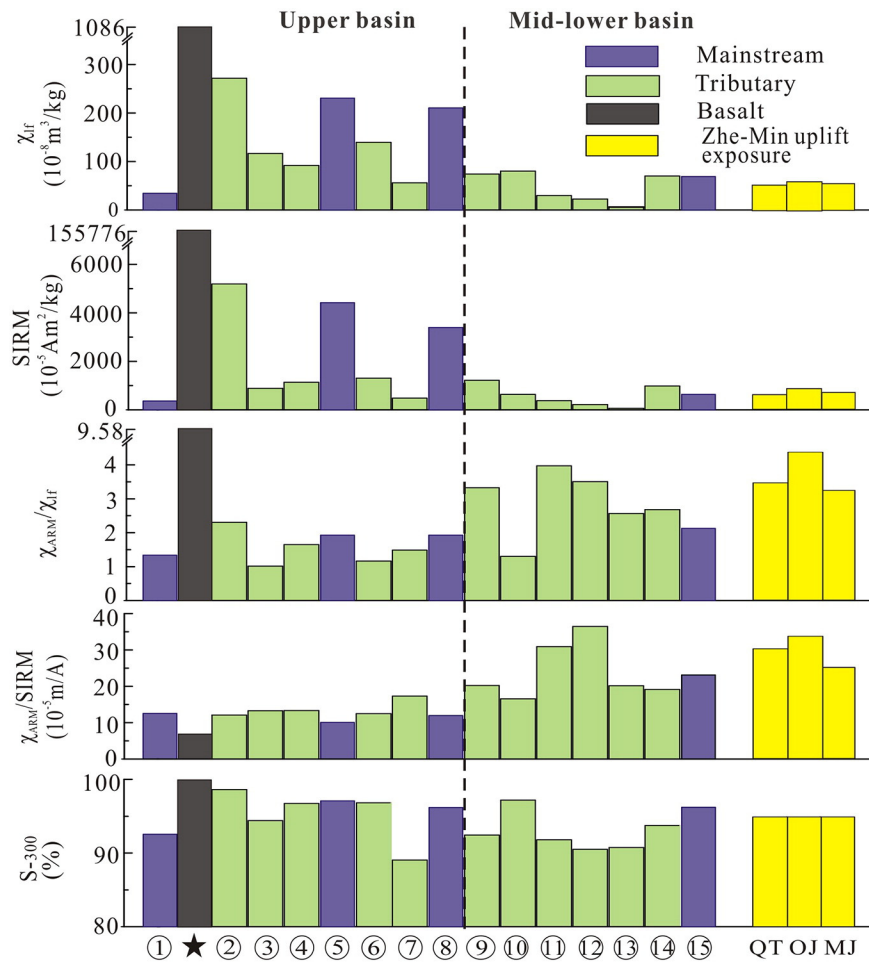 Upper basin
Mid-lower basin
Mainstream
Tributary
Basalt
Zhe-Min uplift
exposure
χlf
(10⁻⁸m³/kg)
1086
300
200
100
0
SIRM
(10⁻⁵Am²/kg)
155776
6000
4000
2000
0
χARM/χlf
9.58
4
3
2
1
0
χARM/SIRM
(10⁻⁵m/A)
40
30
20
10
0
S-300
(%)
100
90
80
① ★ ② ③ ④ ⑤ ⑥ ⑦ ⑧ ⑨ ⑩ ⑪ ⑫ ⑬ ⑭ ⑮ QT OJ MJ